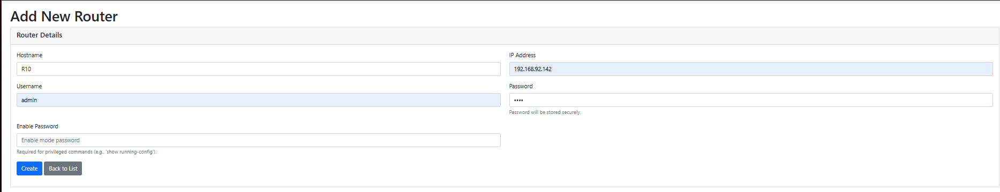 Add New Router
Router Details
Hostname
IP Address
R10
192.168.92.142
Username
Password
admin
••••
Password will be stored securely.
Enable Password
Enable mode password
Required for privileged commands (e.g., 'show running-config').
Create
Back to List